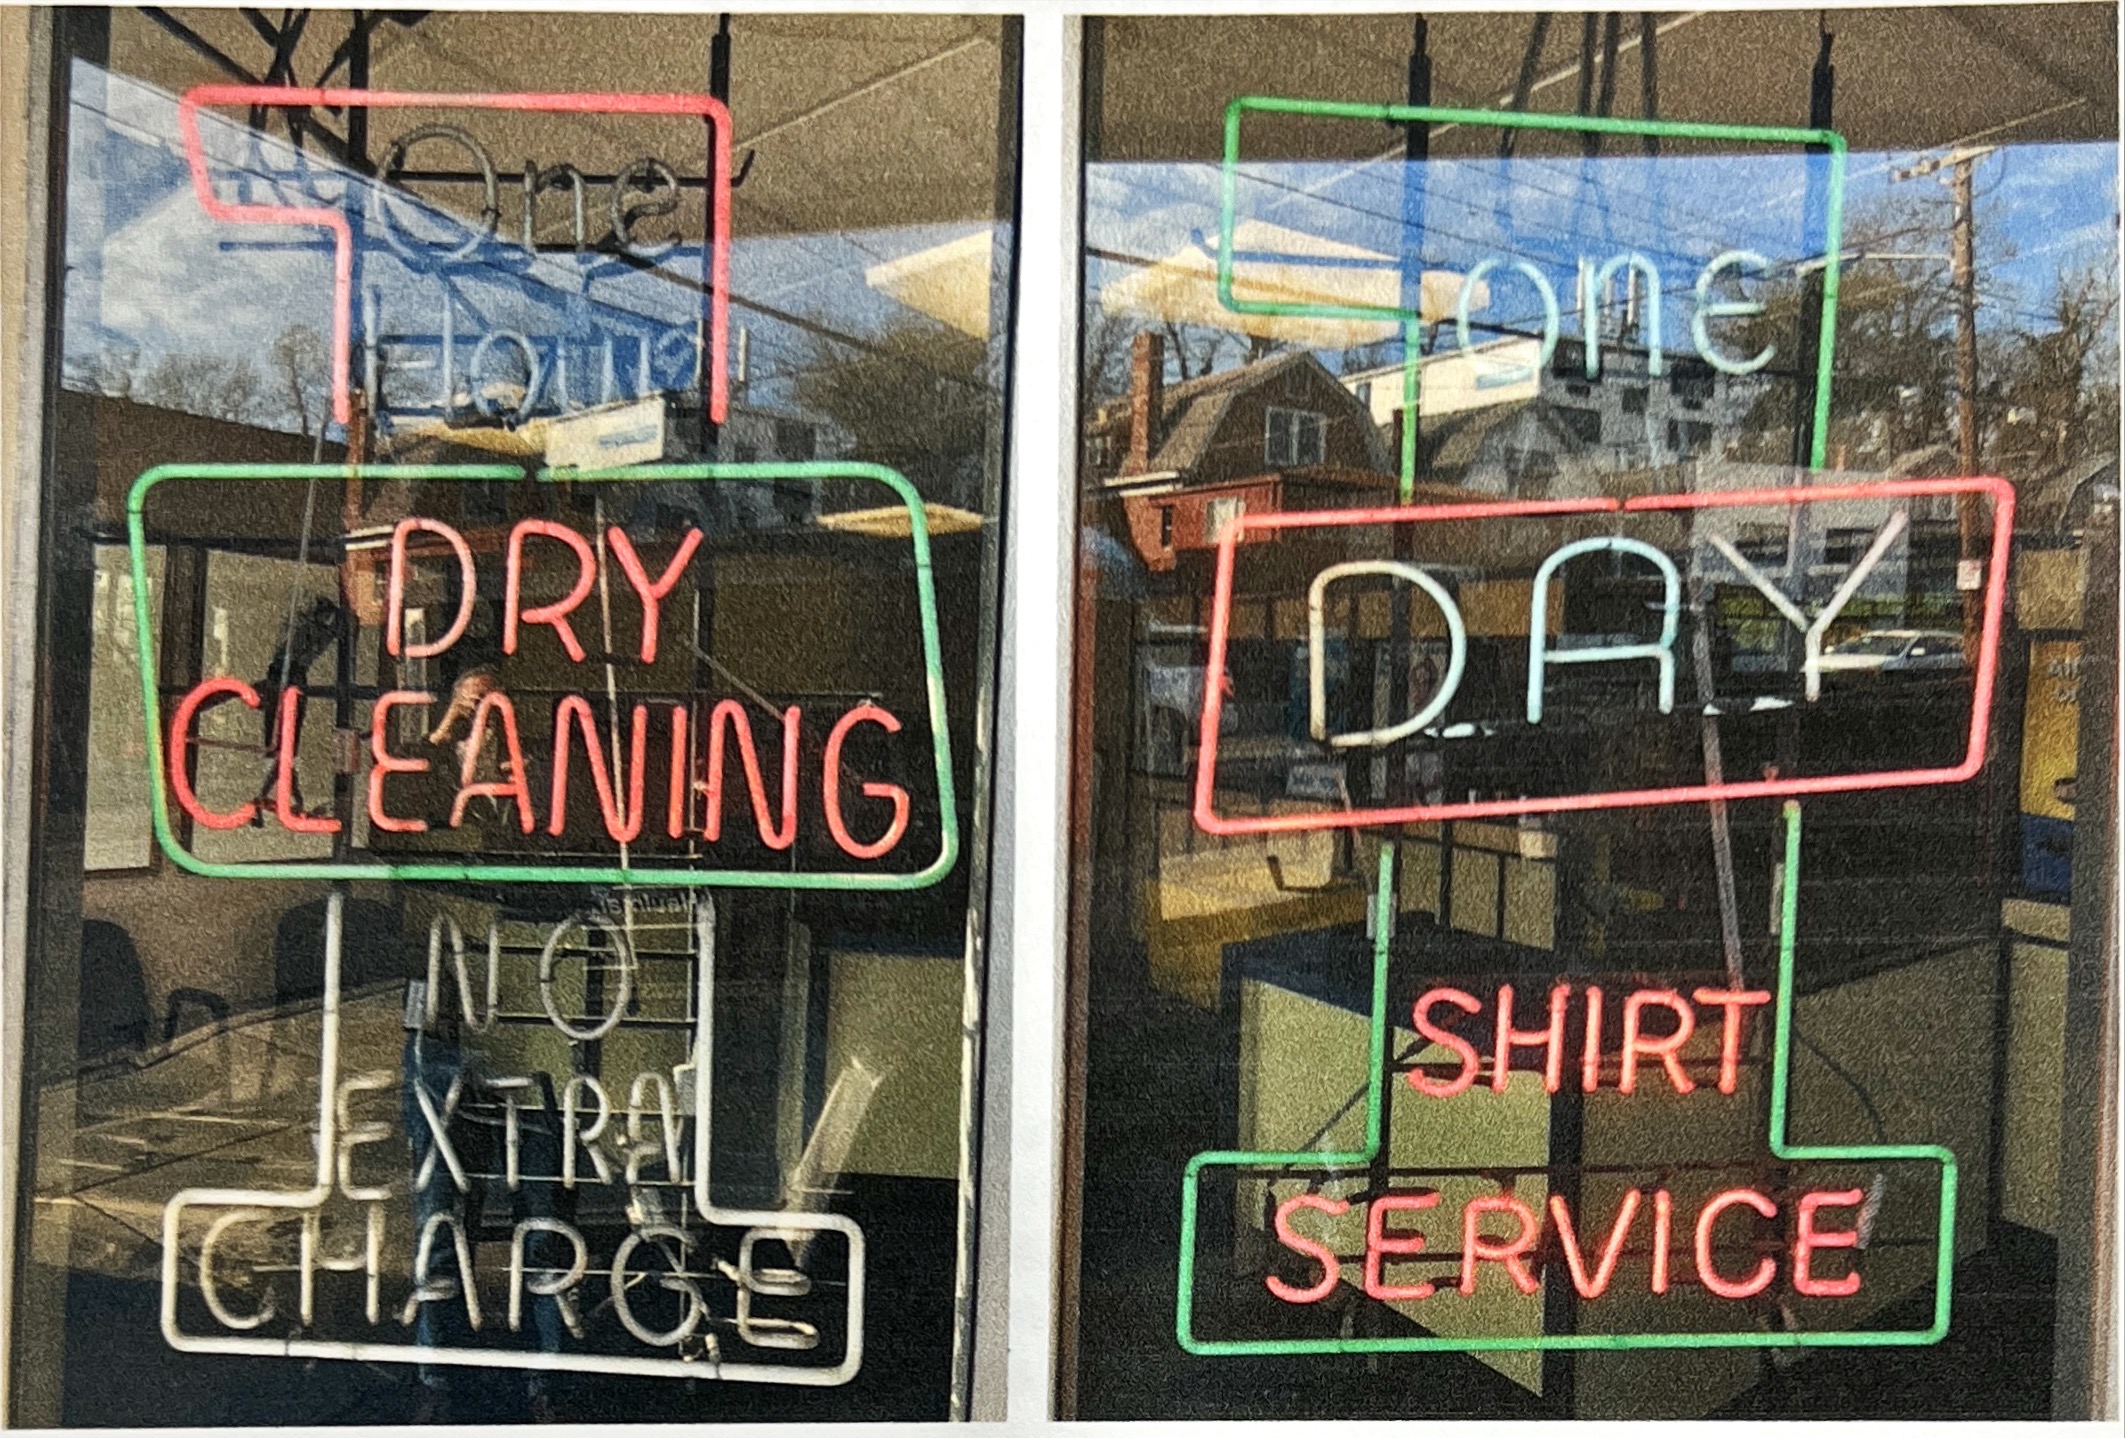 One
Hour
DRY
CLEANING
NO
EXTRA
CHARGE
one
DAY
SHIRT
SERVICE